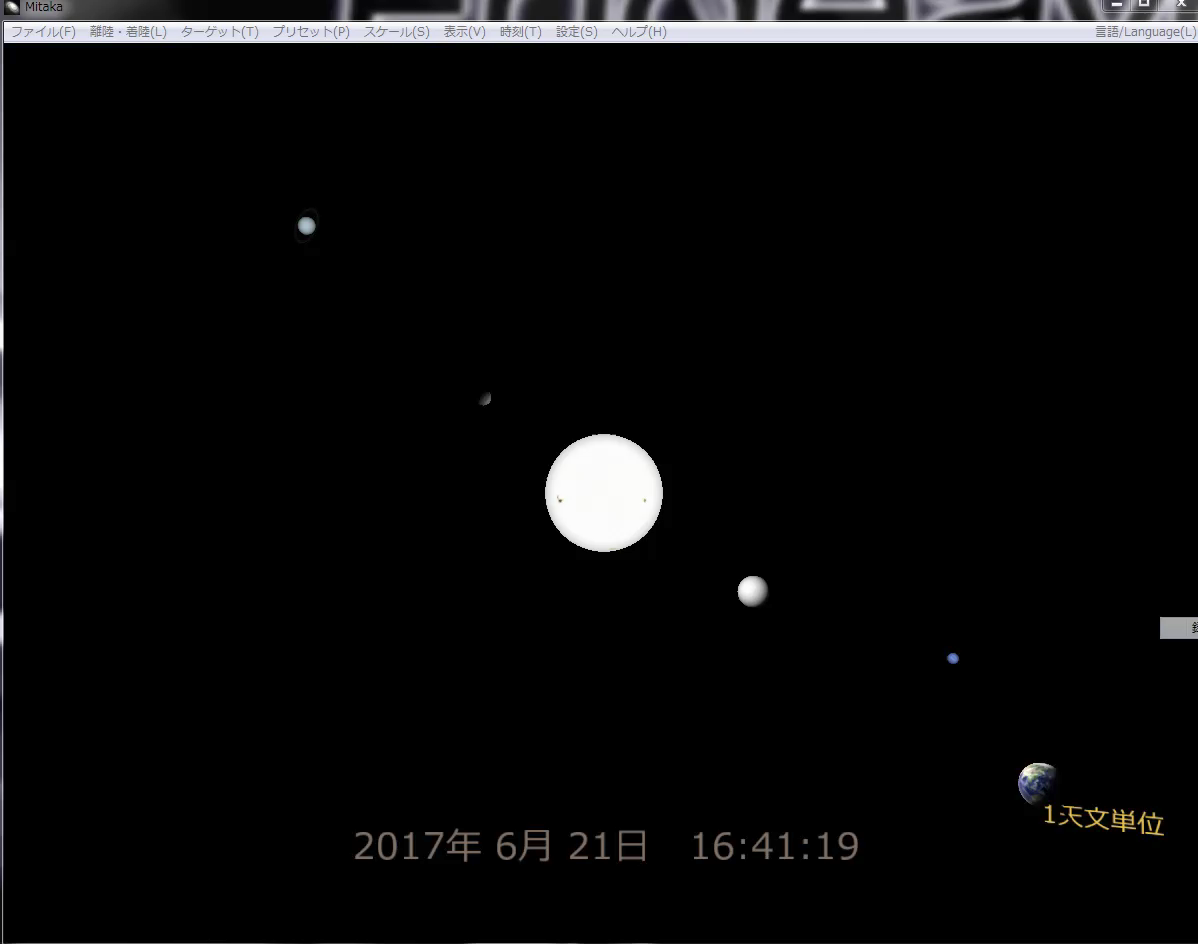 Mitaka
ファイル(F) 離陸・着陸(L) ターゲット(T) プリセット(P) スケール(S) 表示(V) 時刻(T) 設定(S) ヘルプ(H) 言語/Language(L)
1天文単位
2017年 6月 21日 16:41:19